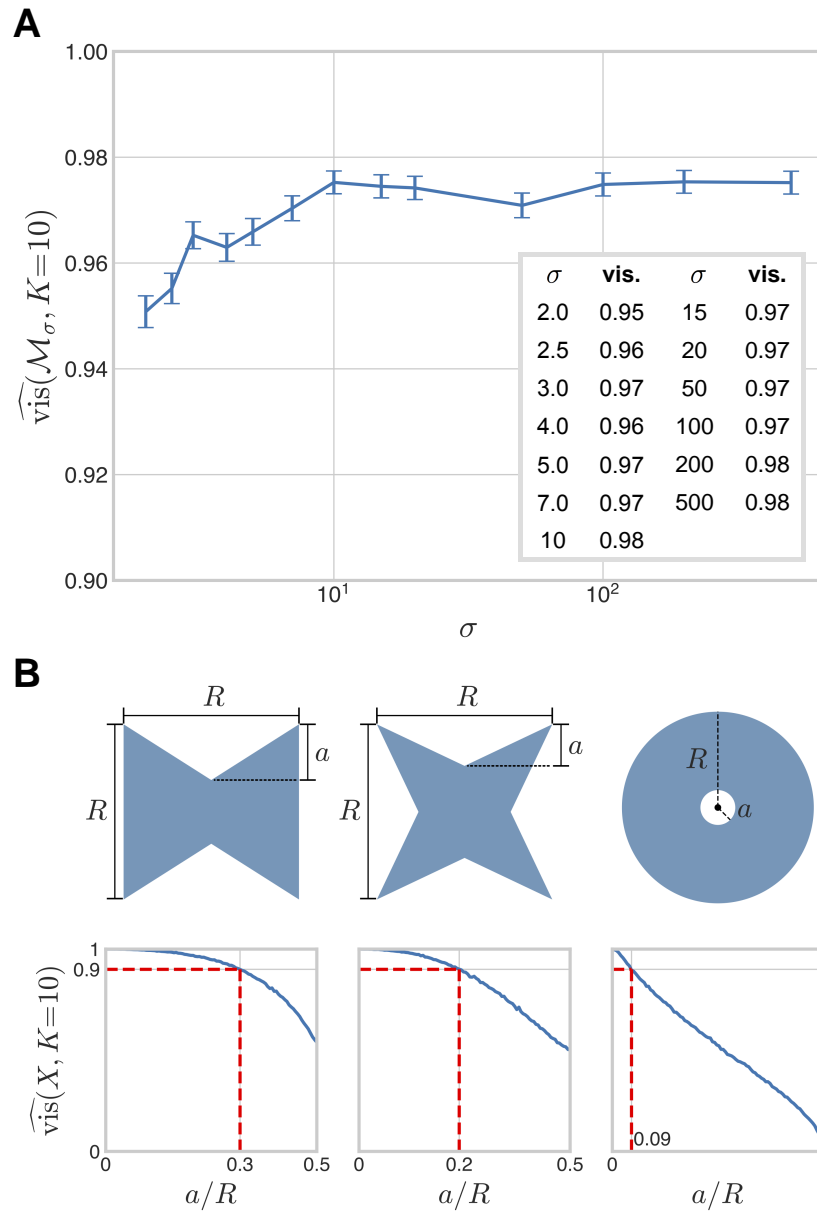 A
1.00
0.98
0.96
0.94
0.92
0.90
v̂is(ℳσ, K=10)
σ vis. σ vis.
2.0 0.95 15 0.97
2.5 0.96 20 0.97
3.0 0.97 50 0.97
4.0 0.96 100 0.97
5.0 0.97 200 0.98
7.0 0.97 500 0.98
10 0.98
10¹ 10²
σ
B
R R
a a
R R R a
1
0.9
0
v̂is(X, K=10)
0.09
0 0.3 0.5 0 0.2 0.5 0
a/R a/R a/R